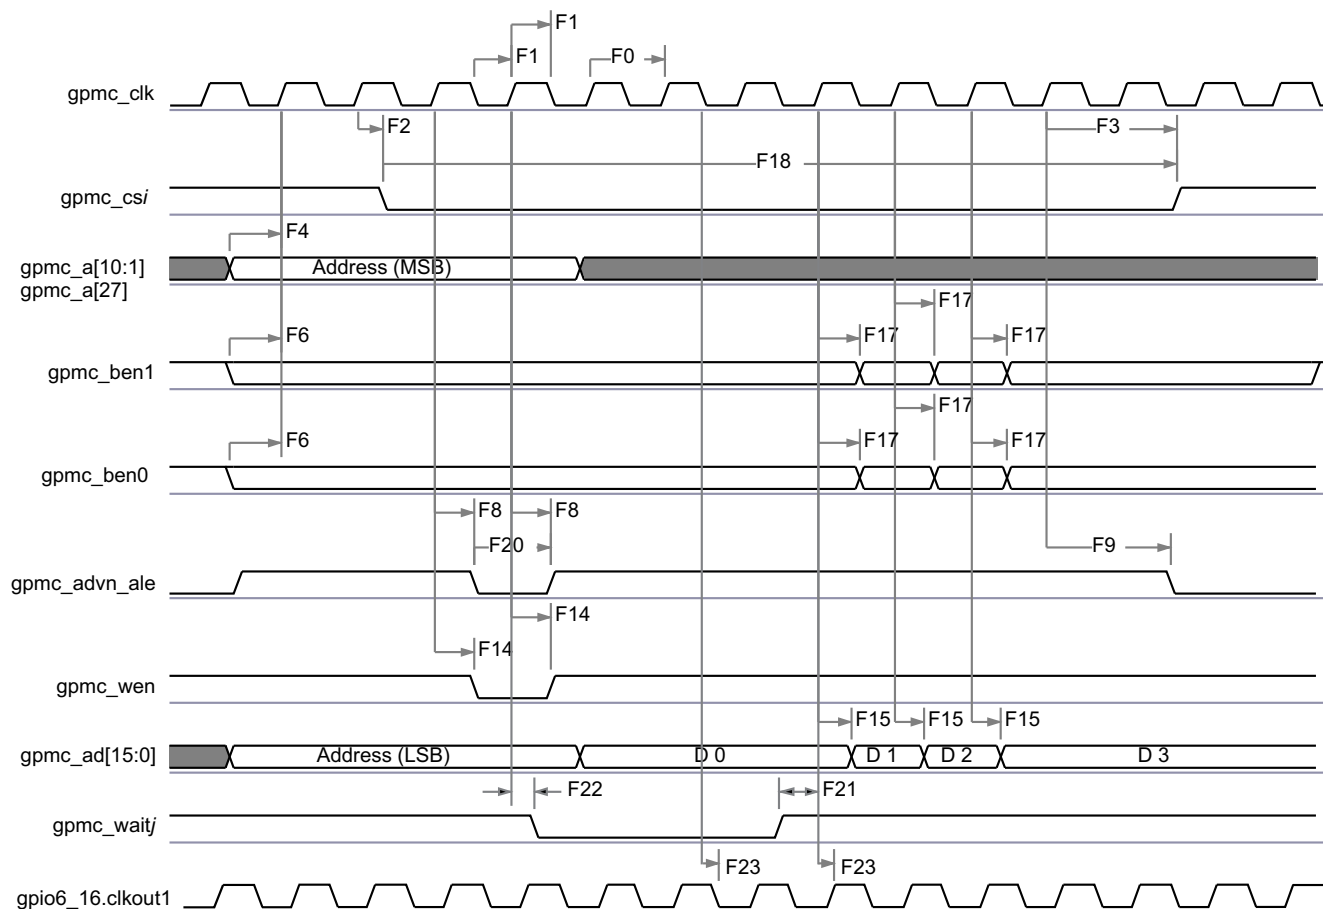 F1
F1
F0
gpmc_clk
F2
F3
F18
gpmc_csi
F4
gpmc_a[10:1]
Address (MSB)
gpmc_a[27]
F17
F6
F17
F17
gpmc_ben1
F17
F6
F17
F17
gpmc_ben0
F8
F8
F20
F9
gpmc_advn_ale
F14
F14
gpmc_wen
F15
F15
F15
gpmc_ad[15:0]
Address (LSB)
D 0
D 1
D 2
D 3
F22
F21
gpmc_waitj
F23
F23
gpio6_16.clkout1